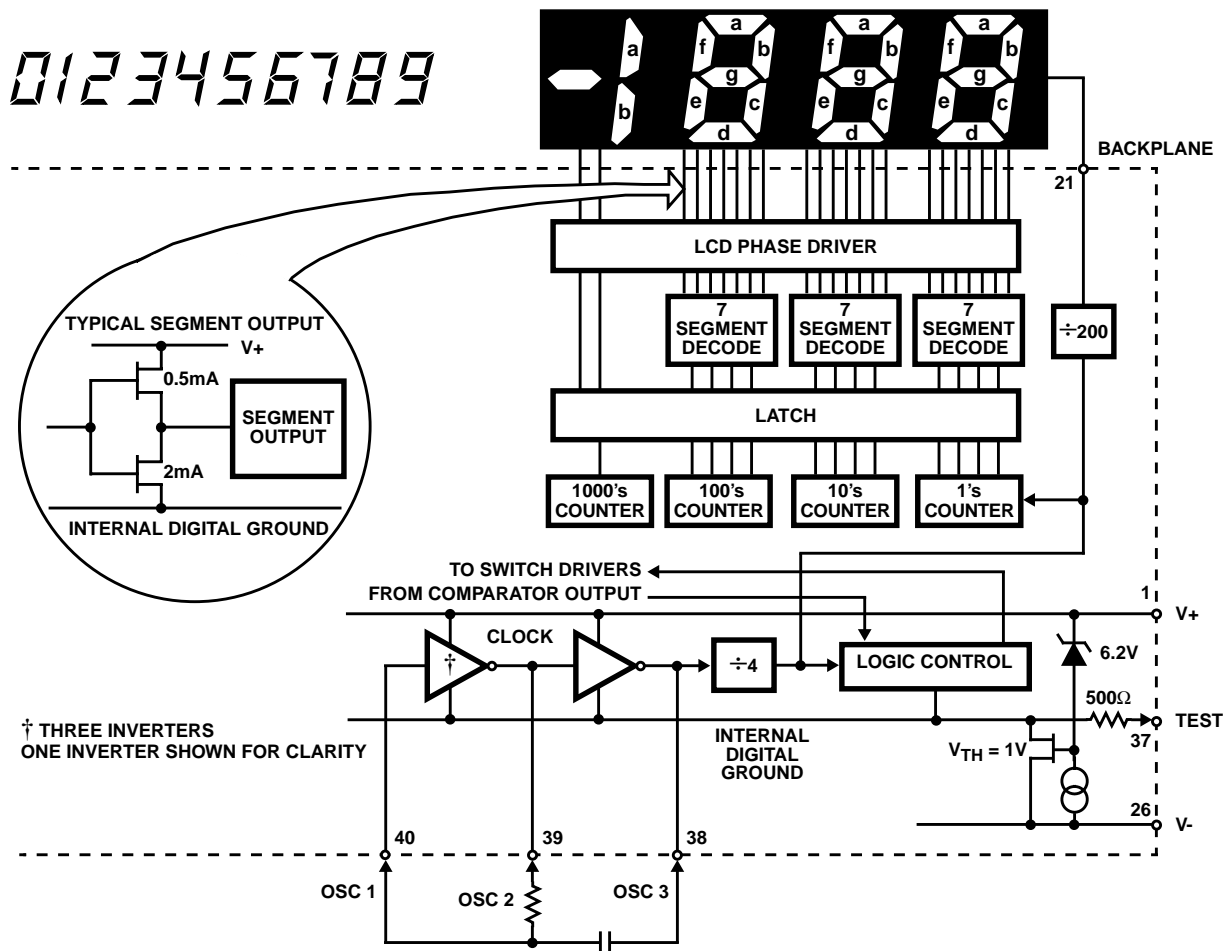 0123456789
a
b
a
f
b
g
e
c
d
a
f
b
g
e
c
d
a
f
b
g
e
c
d
BACKPLANE
21
LCD PHASE DRIVER
TYPICAL SEGMENT OUTPUT
V+
0.5mA
SEGMENT
OUTPUT
2mA
INTERNAL DIGITAL GROUND
7
SEGMENT
DECODE
7
SEGMENT
DECODE
7
SEGMENT
DECODE
÷200
LATCH
1000's
COUNTER
100's
COUNTER
10's
COUNTER
1's
COUNTER
TO SWITCH DRIVERS
FROM COMPARATOR OUTPUT
1
V+
CLOCK
†
÷4
LOGIC CONTROL
6.2V
500Ω
TEST
37
† THREE INVERTERS
ONE INVERTER SHOWN FOR CLARITY
INTERNAL
DIGITAL
GROUND
VTH = 1V
26
V-
40
39
38
OSC 1
OSC 2
OSC 3